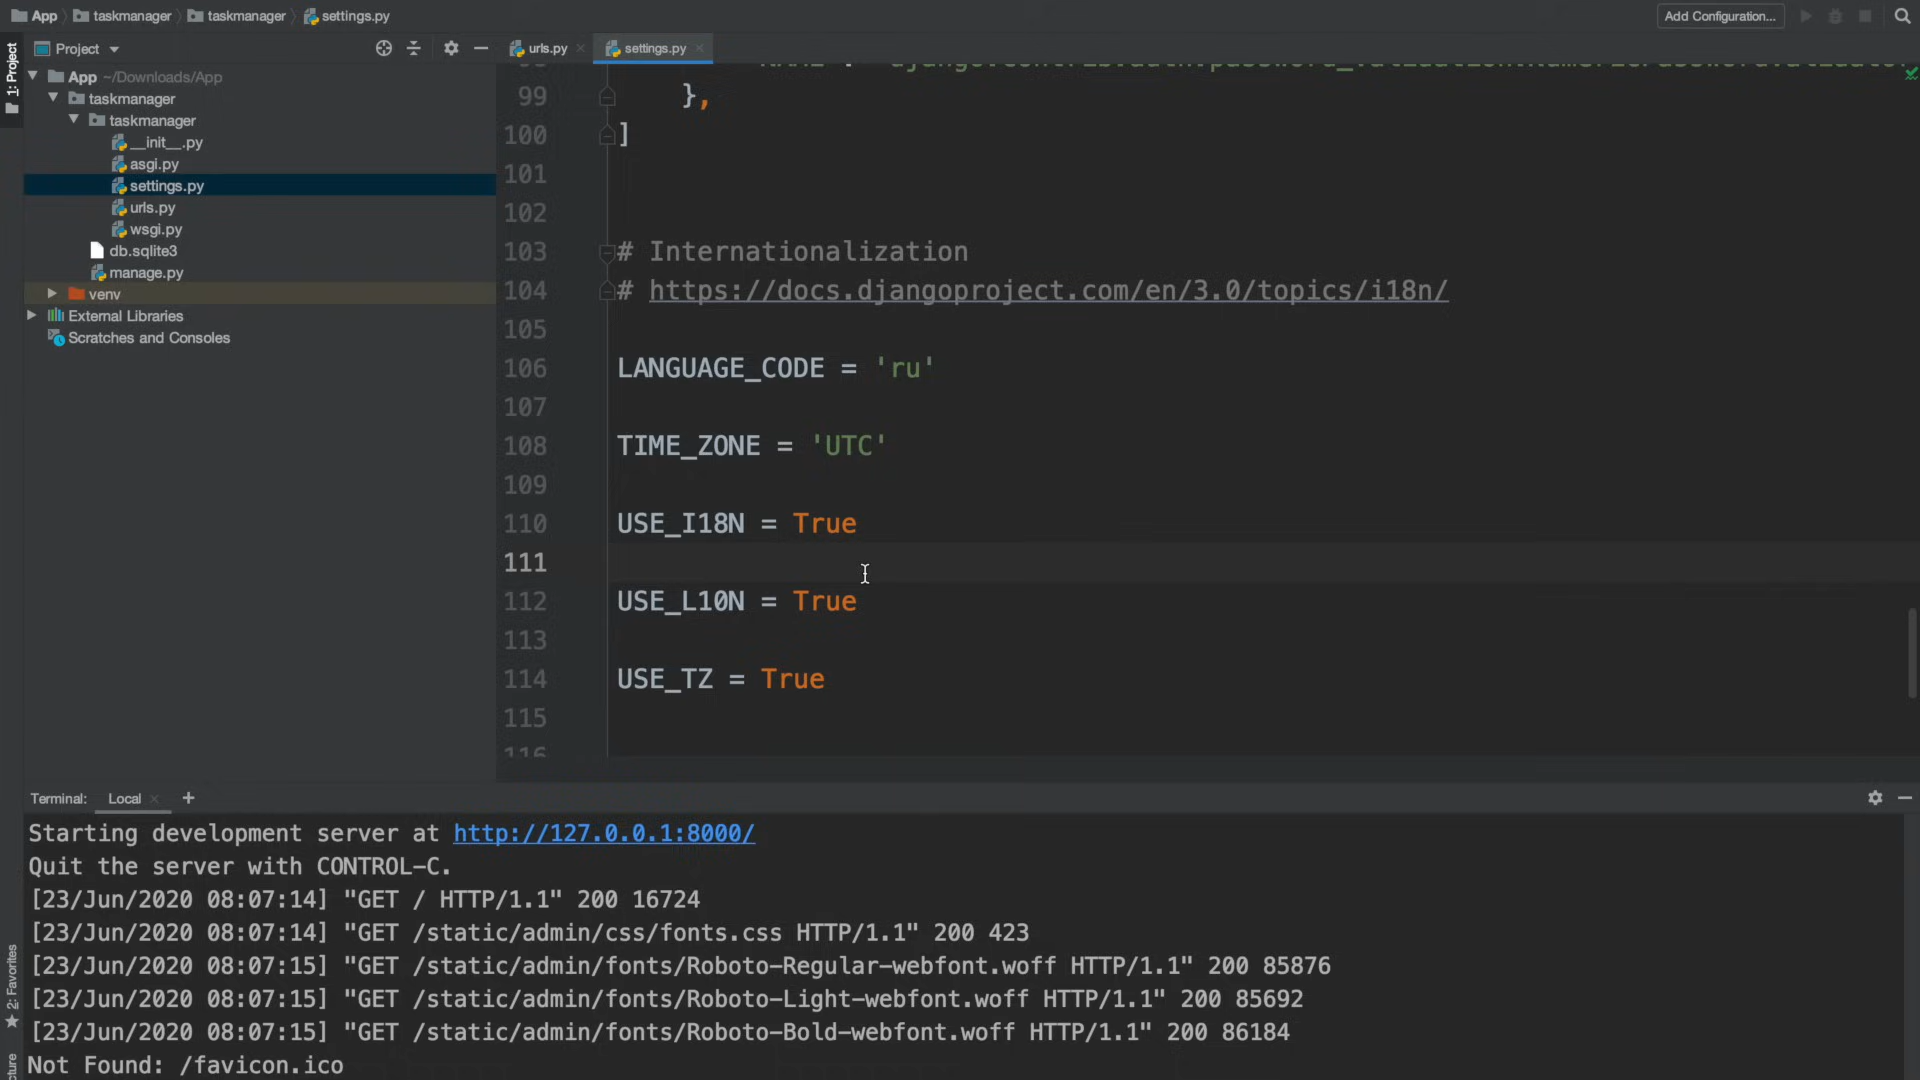 App taskmanager taskmanager settings.py Add Configuration...
1: Project
Project
urls.py settings.py
App ~/Downloads/App
taskmanager
taskmanager
__init__.py
asgi.py
settings.py
urls.py
wsgi.py
db.sqlite3
manage.py
venv
External Libraries
Scratches and Consoles
99 },
100 ]
101
102
103 # Internationalization
104 # https://docs.djangoproject.com/en/3.0/topics/i18n/
105
106 LANGUAGE_CODE = 'ru'
107
108 TIME_ZONE = 'UTC'
109
110 USE_I18N = True
111
112 USE_L10N = True
113
114 USE_TZ = True
115
116
Terminal: Local +
Starting development server at http://127.0.0.1:8000/
Quit the server with CONTROL-C.
[23/Jun/2020 08:07:14] "GET / HTTP/1.1" 200 16724
[23/Jun/2020 08:07:14] "GET /static/admin/css/fonts.css HTTP/1.1" 200 423
[23/Jun/2020 08:07:15] "GET /static/admin/fonts/Roboto-Regular-webfont.woff HTTP/1.1" 200 85876
[23/Jun/2020 08:07:15] "GET /static/admin/fonts/Roboto-Light-webfont.woff HTTP/1.1" 200 85692
[23/Jun/2020 08:07:15] "GET /static/admin/fonts/Roboto-Bold-webfont.woff HTTP/1.1" 200 86184
Not Found: /favicon.ico
2: Favorites